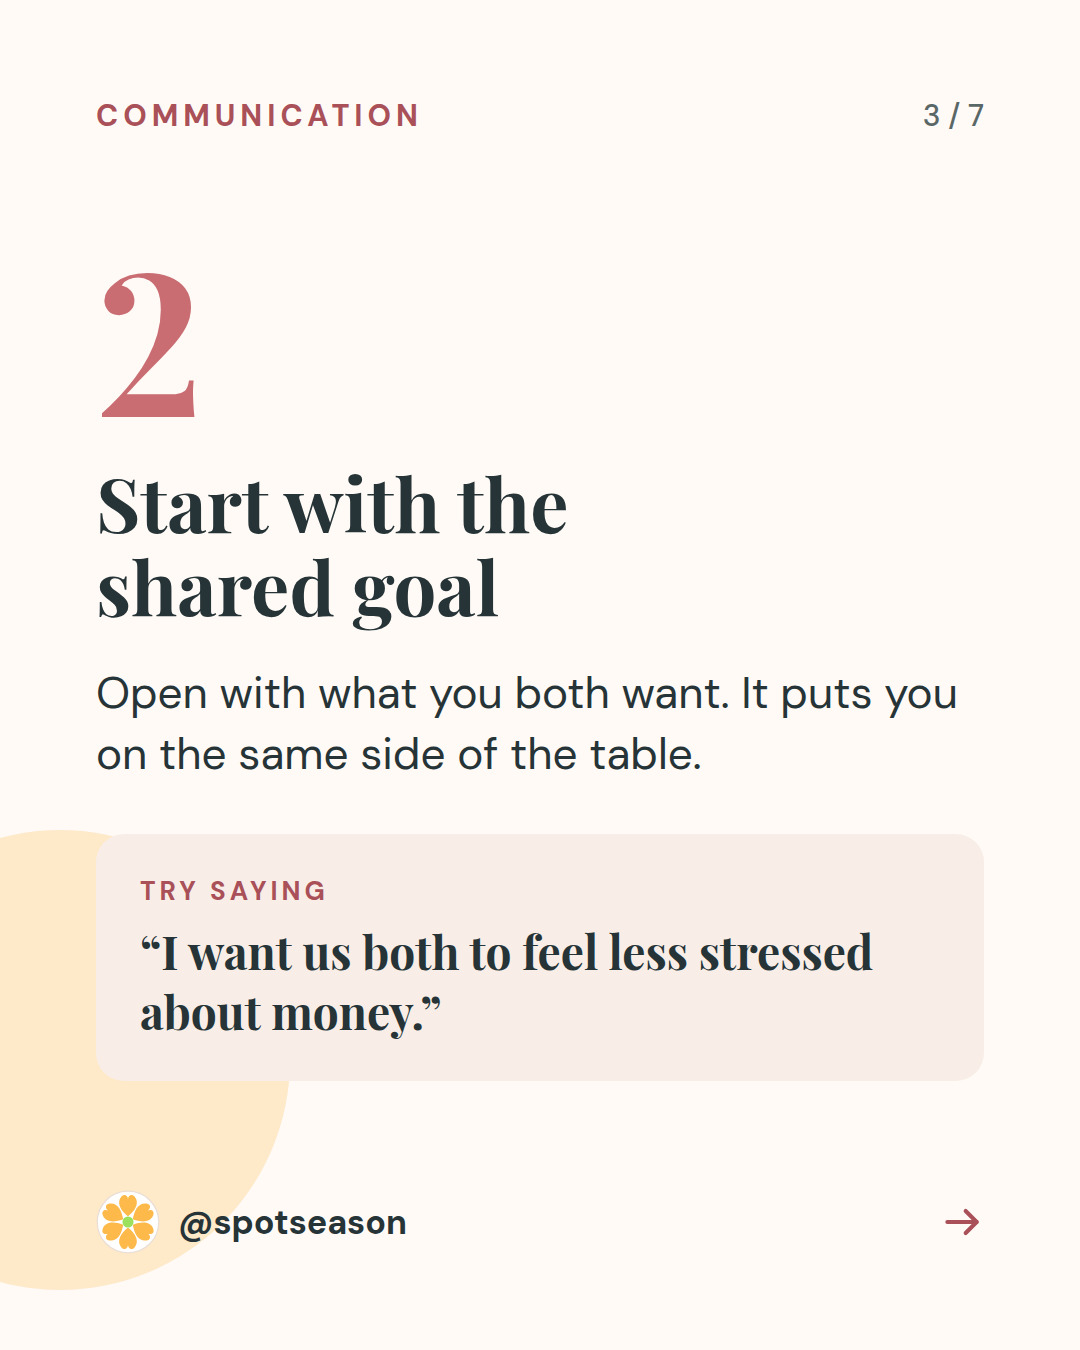 COMMUNICATION
3 / 7
2
Start with the
shared goal
Open with what you both want. It puts you
on the same side of the table.
TRY SAYING
“I want us both to feel less stressed
about money.”
@spotseason